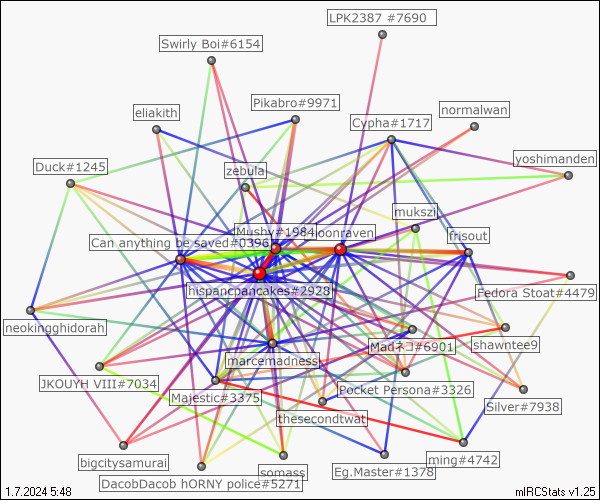 LPK2387 #7690
Swirly Boi#6154
Pikabro#9971
normalwan
eliakith
Cypha#1717
yoshimanden
Duck#1245
zebula
mukszi
Mushy#1984
moonraven
frisout
Can anything be saved#0396
hispancpancakes#2928
Fedora Stoat#4479
neokingghidorah
shawntee9
Madネコ#6901
marcemadness
JKOUYH VIII#7034
Pocket Persona#3326
Majestic#3375
Silver#7938
thesecondtwat
ming#4742
bigcitysamurai
somass
Eg.Master#1378
DacobDacob hORNY police#5271
1.7.2024 5:48
mIRCStats v1.25